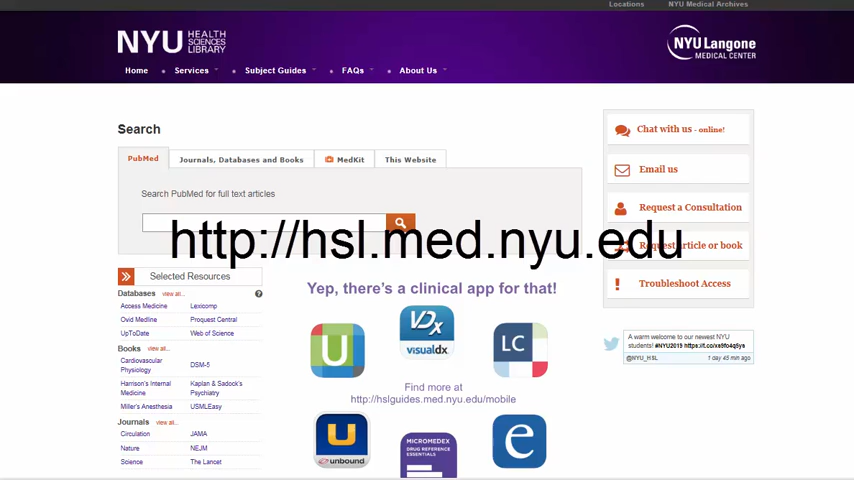 Locations NYU Medical Archives
NYU HEALTH SCIENCES LIBRARY
NYU Langone MEDICAL CENTER
Home Services Subject Guides FAQs About Us
Search
PubMed Journals, Databases and Books MedKit This Website
Search PubMed for full text articles
http://hsl.med.nyu.edu
Chat with us - online!
Email us
Request a Consultation
Request article or book
Troubleshoot Access
Selected Resources
Databases view all...
Access Medicine Lexicomp
Ovid Medline Proquest Central
UpToDate Web of Science
Books view all...
Cardiovascular Physiology DSM-5
Harrison's Internal Medicine Kaplan & Sadock's Psychiatry
Miller's Anesthesia USMLEasy
Journals view all...
Circulation JAMA
Nature NEJM
Science The Lancet
Yep, there's a clinical app for that!
U
VDx
visualdx.
LC
Find more at
http://hslguides.med.nyu.edu/mobile
U
unbound
MICROMEDEX
DRUG REFERENCE
ESSENTIALS
e
A warm welcome to our newest NYU
students! #NYU2019
@NYU_HSL 1 day 45 min ago